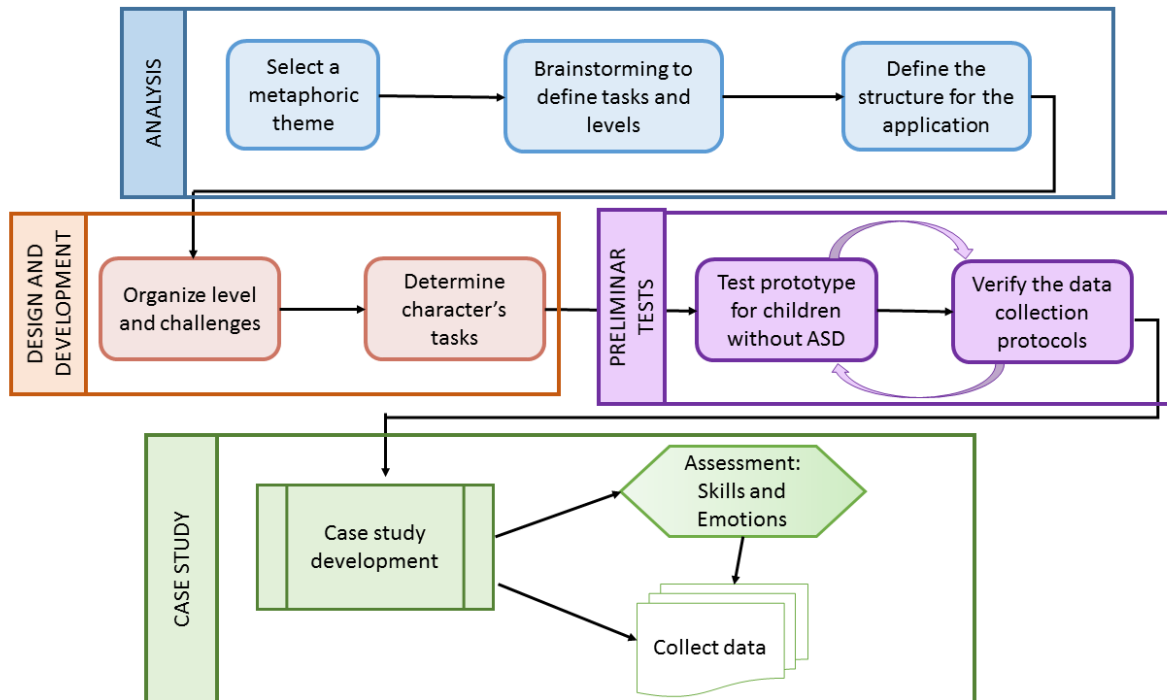 ANALYSIS
Select a
metaphoric
theme
Brainstorming to
define tasks and
levels
Define the
structure for the
application
DESIGN AND
DEVELOPMENT
Organize level
and challenges
Determine
character's
tasks
PRELIMINAR
TESTS
Test prototype
for children
without ASD
Verify the data
collection
protocols
CASE STUDY
Case study
development
Assessment:
Skills and
Emotions
Collect data